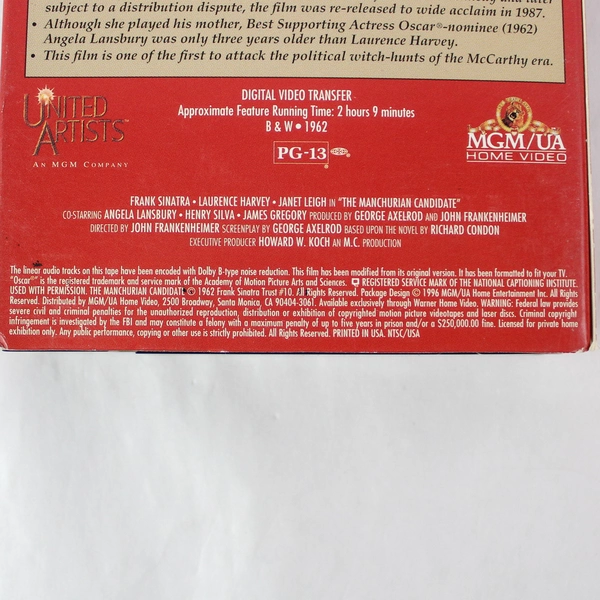 subject to a distribution dispute, the film was re-released to wide acclaim in 1987.
• Although she played his mother, Best Supporting Actress Oscar®-nominee (1962)
Angela Lansbury was only three years older than Laurence Harvey.
• This film is one of the first to attack the political witch-hunts of the McCarthy era.
UNITED
ARTISTS™
AN MGM COMPANY
DIGITAL VIDEO TRANSFER
Approximate Feature Running Time: 2 hours 9 minutes
B & W • 1962
PG-13
MGM/UA
HOME VIDEO
FRANK SINATRA • LAURENCE HARVEY • JANET LEIGH IN "THE MANCHURIAN CANDIDATE"
CO-STARRING ANGELA LANSBURY • HENRY SILVA • JAMES GREGORY PRODUCED BY GEORGE AXELROD AND JOHN FRANKENHEIMER
DIRECTED BY JOHN FRANKENHEIMER SCREENPLAY BY GEORGE AXELROD BASED UPON THE NOVEL BY RICHARD CONDON
EXECUTIVE PRODUCER HOWARD W. KOCH AN M.C. PRODUCTION
The linear audio tracks on this tape have been encoded with Dolby B-type noise reduction. This film has been modified from its original version. It has been formatted to fit your TV.
"Oscar"® is the registered trademark and service mark of the Academy of Motion Picture Arts and Sciences. REGISTERED SERVICE MARK OF THE NATIONAL CAPTIONING INSTITUTE.
USED WITH PERMISSION. THE MANCHURIAN CANDIDATE © 1962 Frank Sinatra Trust #10. All Rights Reserved. Package Design © 1996 MGM/UA Home Entertainment Inc. All Rights
Reserved. Distributed by MGM/UA Home Video, 2500 Broadway, Santa Monica, CA 90404-3061. Available exclusively through Warner Home Video. WARNING: Federal law provides
severe civil and criminal penalties for the unauthorized reproduction, distribution or exhibition of copyrighted motion picture videotapes and laser discs. Criminal copyright
infringement is investigated by the FBI and may constitute a felony with a maximum penalty of up to five years in prison and/or a $250,000.00 fine. Licensed for private home
exhibition only. Any public performance, copying or other use is strictly prohibited. All Rights Reserved. PRINTED IN USA. NTSC/USA